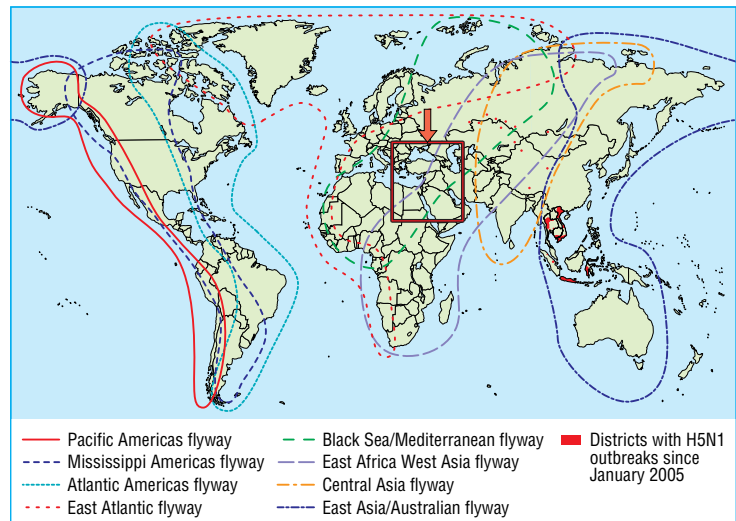 Pacific Americas flyway
Mississippi Americas flyway
Atlantic Americas flyway
East Atlantic flyway
Black Sea/Mediterranean flyway
East Africa West Asia flyway
Central Asia flyway
East Asia/Australian flyway
Districts with H5N1
outbreaks since
January 2005